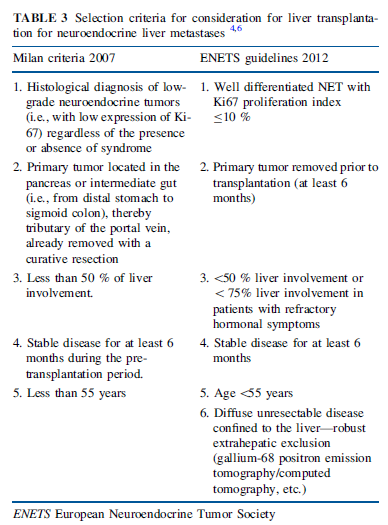 TABLE 3 Selection criteria for consideration for liver transplanta-
tion for neuroendocrine liver metastases 4,6
Milan criteria 2007
ENETS guidelines 2012
1. Histological diagnosis of low-
grade neuroendocrine tumors
(i.e., with low expression of Ki-
67) regardless of the presence
or absence of syndrome
1. Well differentiated NET with
Ki67 proliferation index
≤10 %
2. Primary tumor located in the
pancreas or intermediate gut
(i.e., from distal stomach to
sigmoid colon), thereby
tributary of the portal vein,
already removed with a
curative resection
2. Primary tumor removed prior to
transplantation (at least 6
months)
3. Less than 50 % of liver
involvement.
3. <50 % liver involvement or
< 75% liver involvement in
patients with refractory
hormonal symptoms
4. Stable disease for at least 6
months during the pre-
transplantation period.
4. Stable disease for at least 6
months
5. Less than 55 years
5. Age <55 years
6. Diffuse unresectable disease
confined to the liver—robust
extrahepatic exclusion
(gallium-68 positron emission
tomography/computed
tomography, etc.)
ENETS European Neuroendocrine Tumor Society